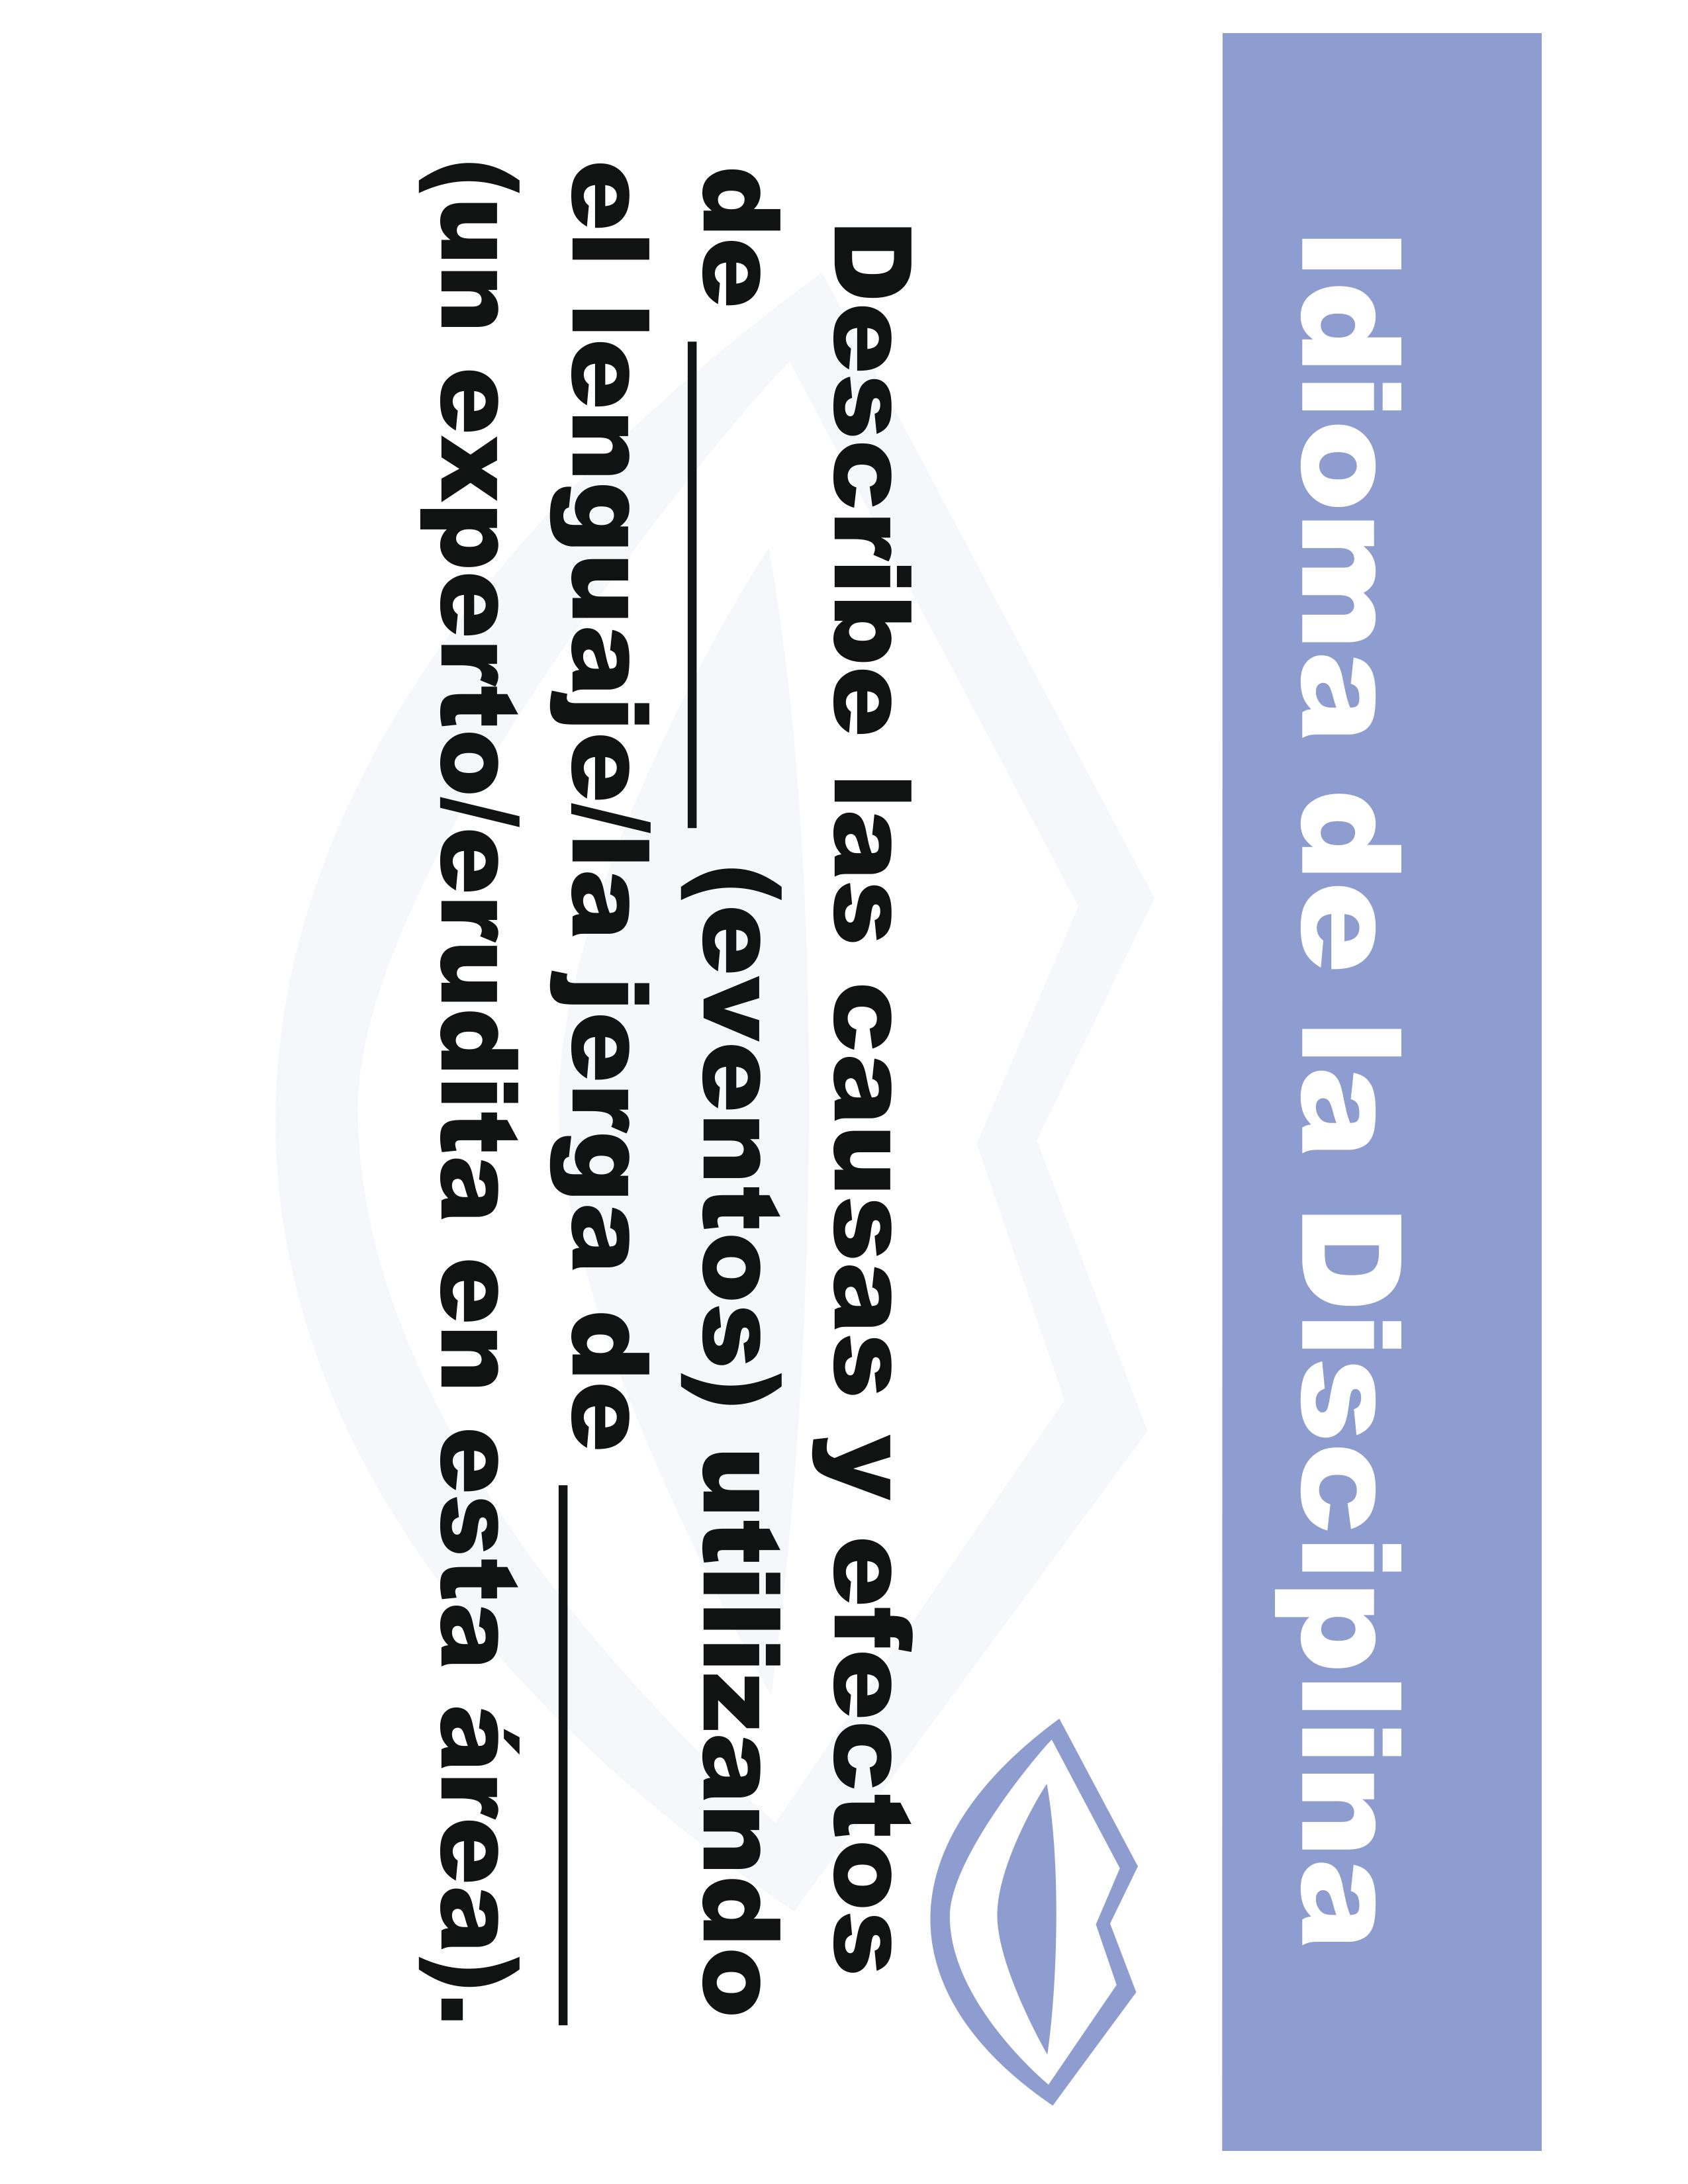 Idioma de la Disciplina
Describe las causas y efectos
de __________ (eventos) utilizando
el lenguaje/la jerga de ___________
(un experto/erudita en esta área).